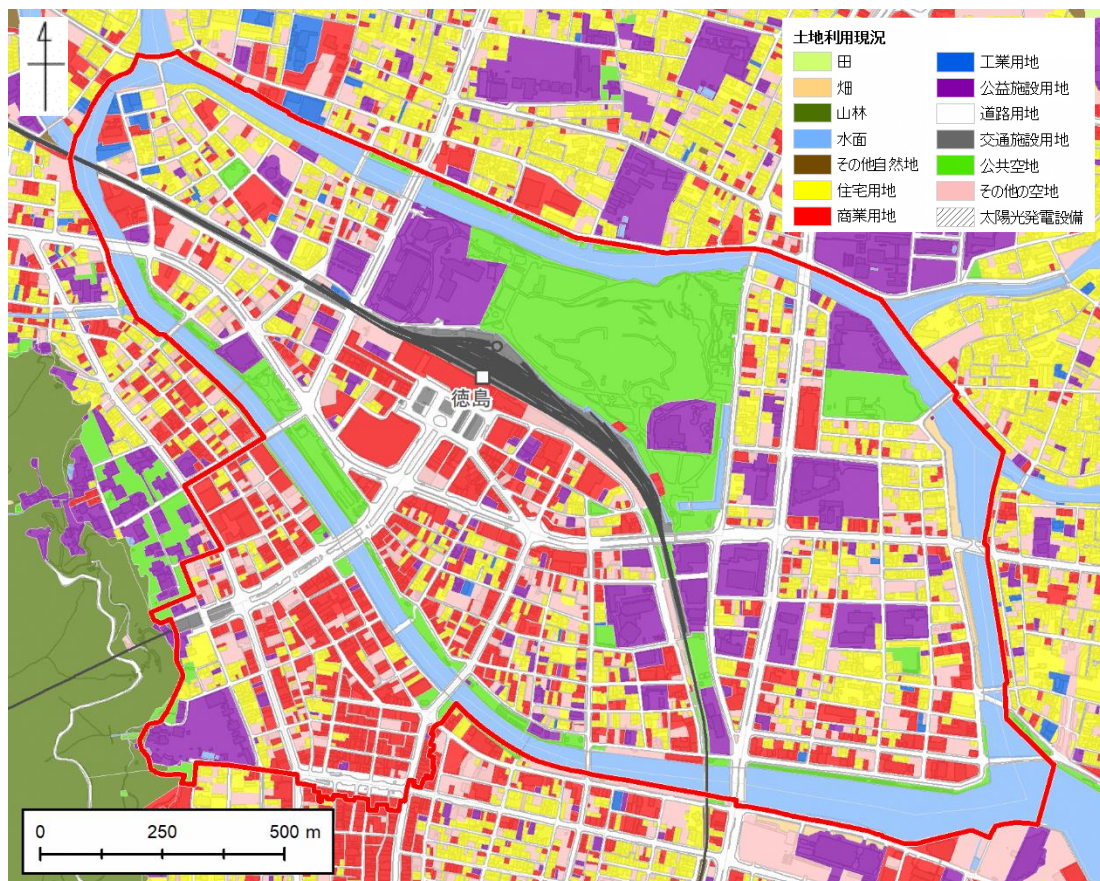 土地利用現況
田
畑
山林
水面
その他自然地
住宅用地
商業用地
工業用地
公益施設用地
道路用地
交通施設用地
公共空地
その他の空地
太陽光発電設備
徳島
0 250 500 m